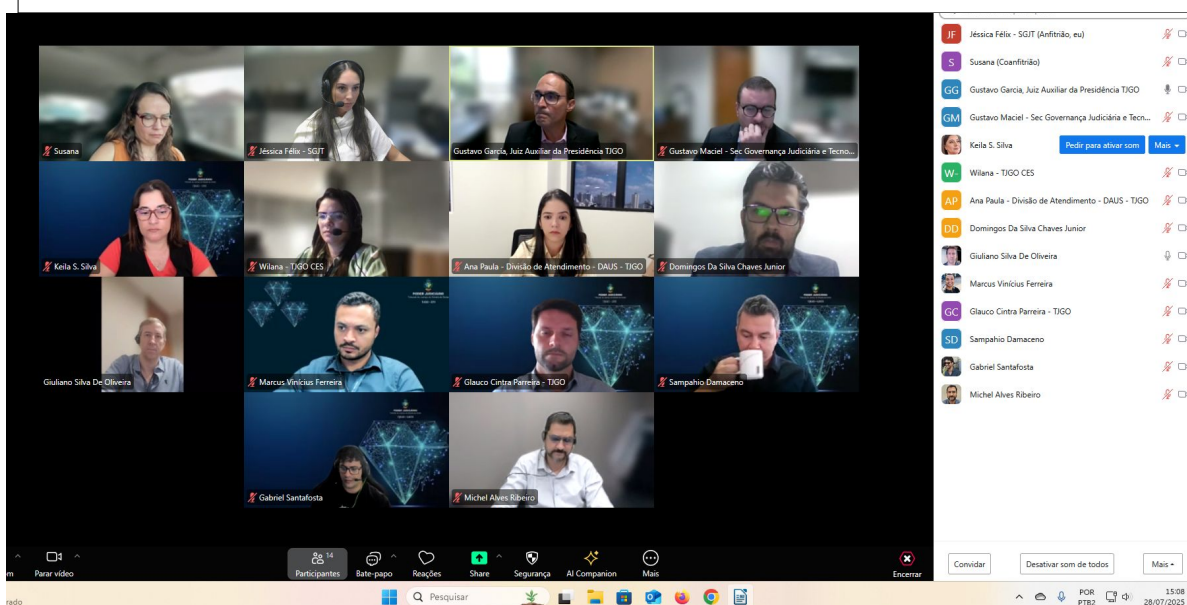 Susana
Jéssica Félix - SGJT
Gustavo Garcia, Juiz Auxiliar da Presidência TJGO
Gustavo Maciel - Sec Governança Judiciária e Tecno...
Keila S. Silva
Wilana - TJGO CES
Ana Paula - Divisão de Atendimento - DAUS - TJGO
Domingos Da Silva Chaves Junior
Giuliano Silva De Oliveira
Marcus Vinícius Ferreira
Glauco Cintra Parreira - TJGO
Sampahio Damaceno
Gabriel Santafosta
Michel Alves Ribeiro
JF Jéssica Félix - SGJT (Anfitrião, eu)
S Susana (Coanfitrião)
GG Gustavo Garcia, Juiz Auxiliar da Presidência TJGO
GM Gustavo Maciel - Sec Governança Judiciária e Tecn...
Keila S. Silva Pedir para ativar som Mais
W- Wilana - TJGO CES
AP Ana Paula - Divisão de Atendimento - DAUS - TJGO
DD Domingos Da Silva Chaves Junior
Giuliano Silva De Oliveira
Marcus Vinícius Ferreira
GC Glauco Cintra Parreira - TJGO
SD Sampahio Damaceno
Gabriel Santafosta
Michel Alves Ribeiro
14
Parar vídeo Participantes Bate-papo Reações Share Segurança AI Companion Mais Encerrar
Convidar Desativar som de todos Mais
Pesquisar
POR
PTB2
15:08
28/07/2025